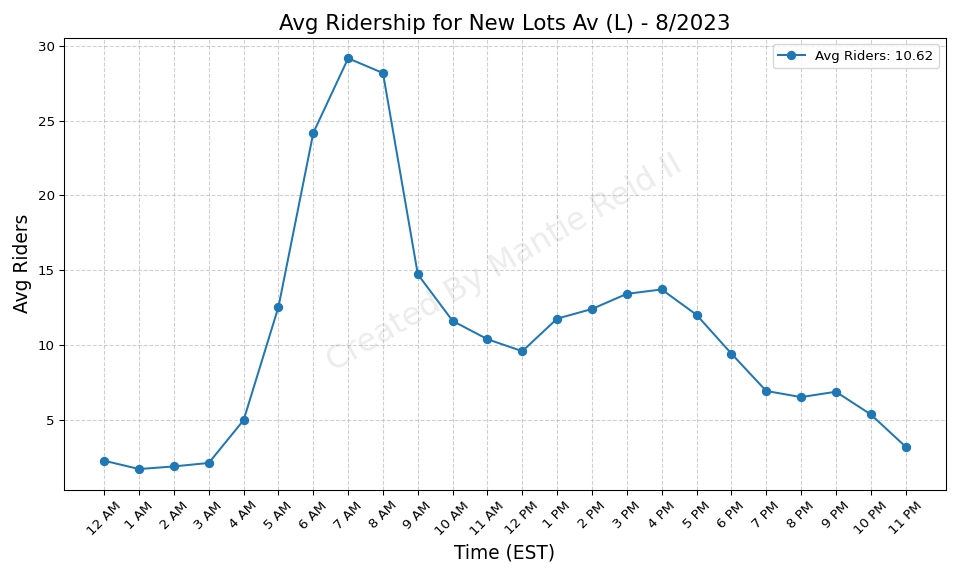 Avg Ridership for New Lots Av (L) - 8/2023
Avg Riders: 10.62
30
25
20
15
10
5
Avg Riders
Created By Mantie Reid II
12 AM
1 AM
2 AM
3 AM
4 AM
5 AM
6 AM
7 AM
8 AM
9 AM
10 AM
11 AM
12 PM
1 PM
2 PM
3 PM
4 PM
5 PM
6 PM
7 PM
8 PM
9 PM
10 PM
11 PM
Time (EST)